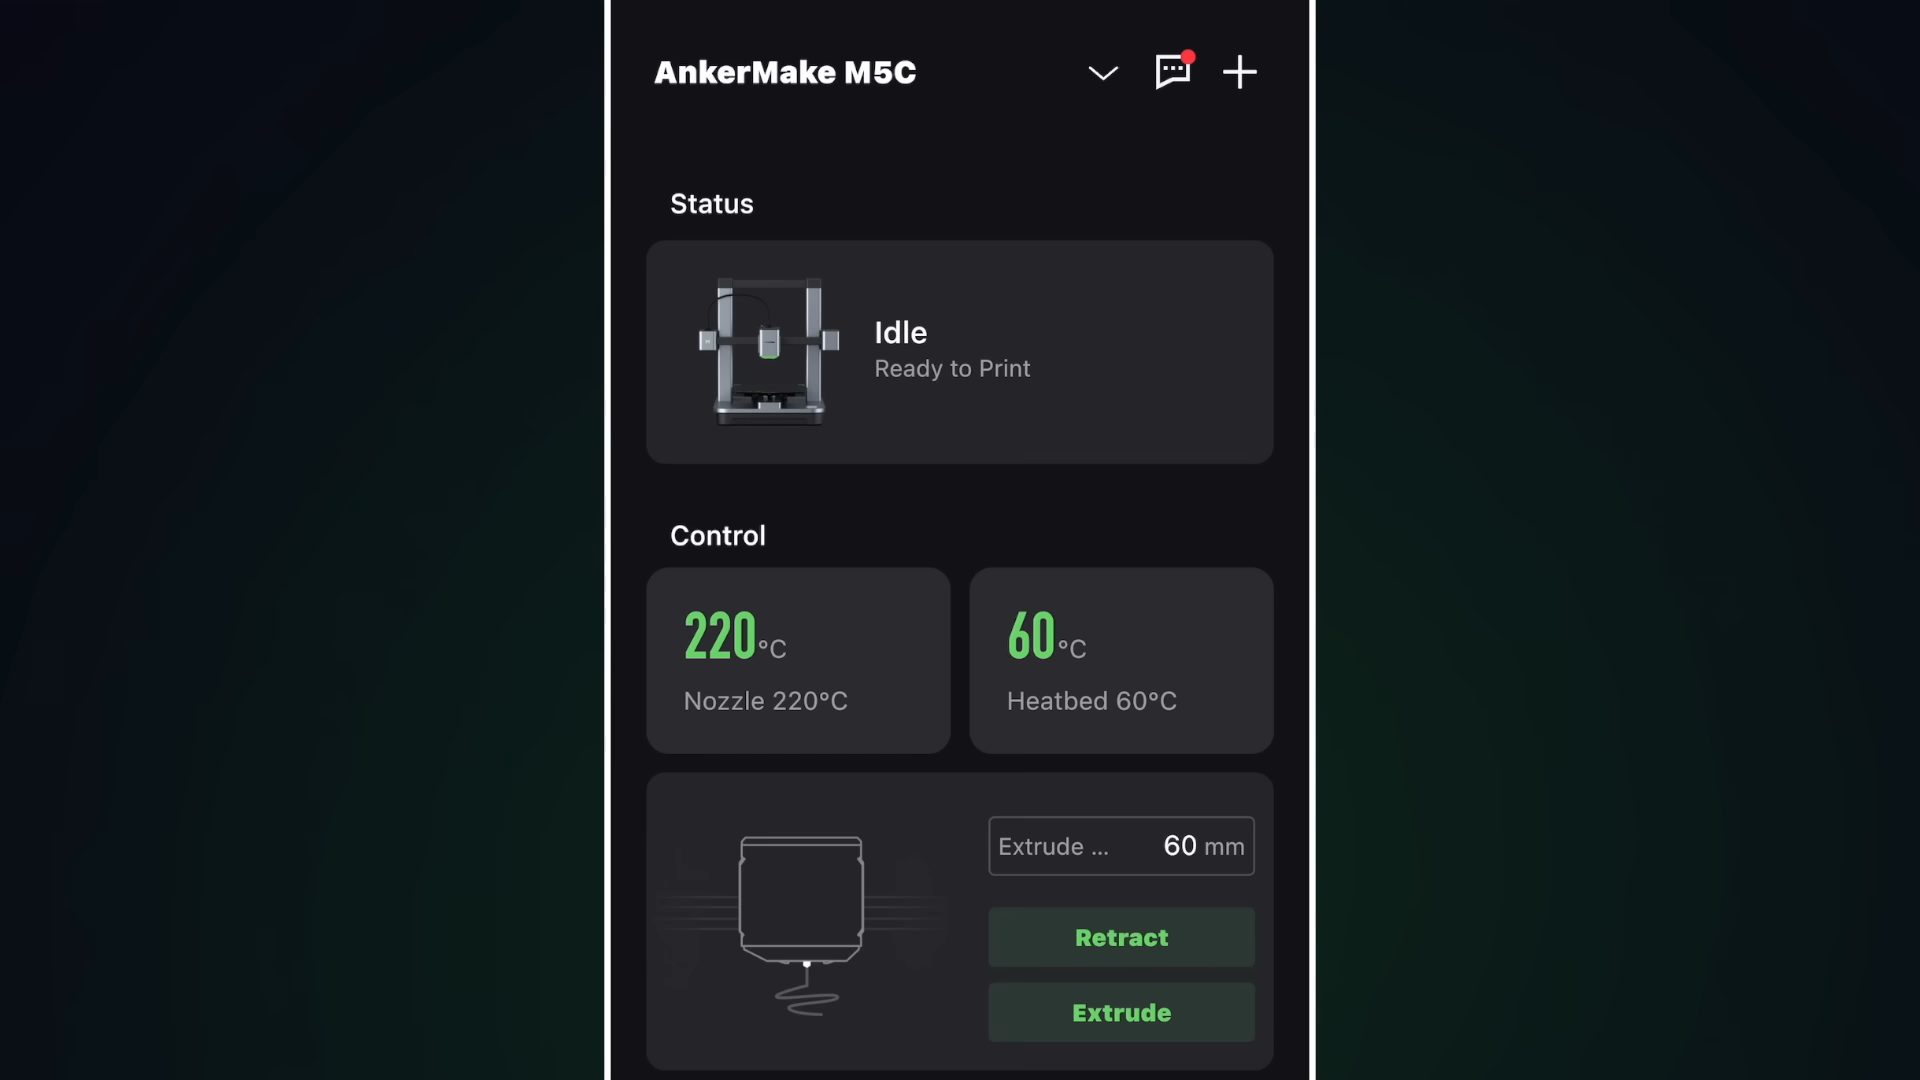 AnkerMake M5C
Status
Idle
Ready to Print
Control
220°C
Nozzle 220°C
60°C
Heatbed 60°C
Extrude ... 60 mm
Retract
Extrude